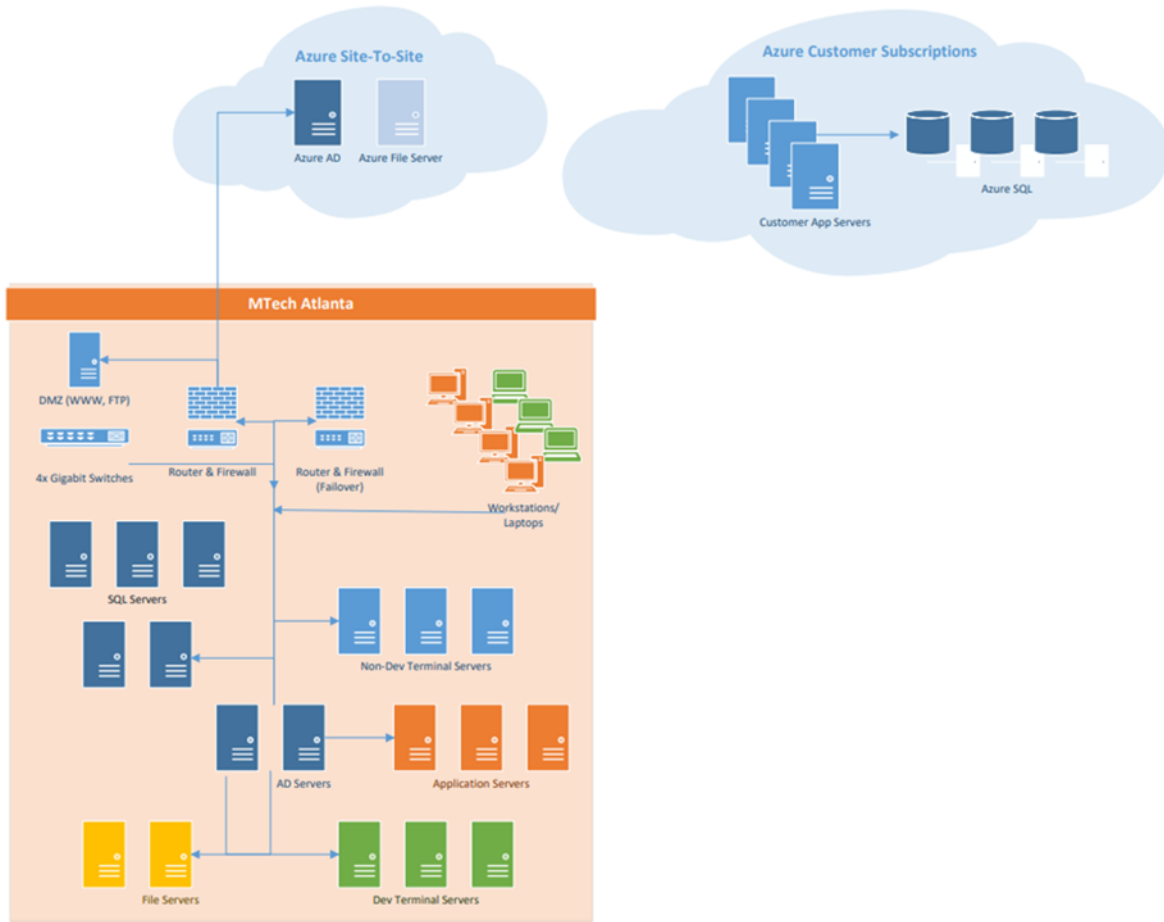 Azure Site-To-Site
Azure AD
Azure File Server
Azure Customer Subscriptions
Customer App Servers
Azure SQL
MTech Atlanta
DMZ (WWW, FTP)
4x Gigabit Switches
Router & Firewall
Router & Firewall
(Failover)
Workstations/
Laptops
SQL Servers
Non-Dev Terminal Servers
AD Servers
Application Servers
File Servers
Dev Terminal Servers